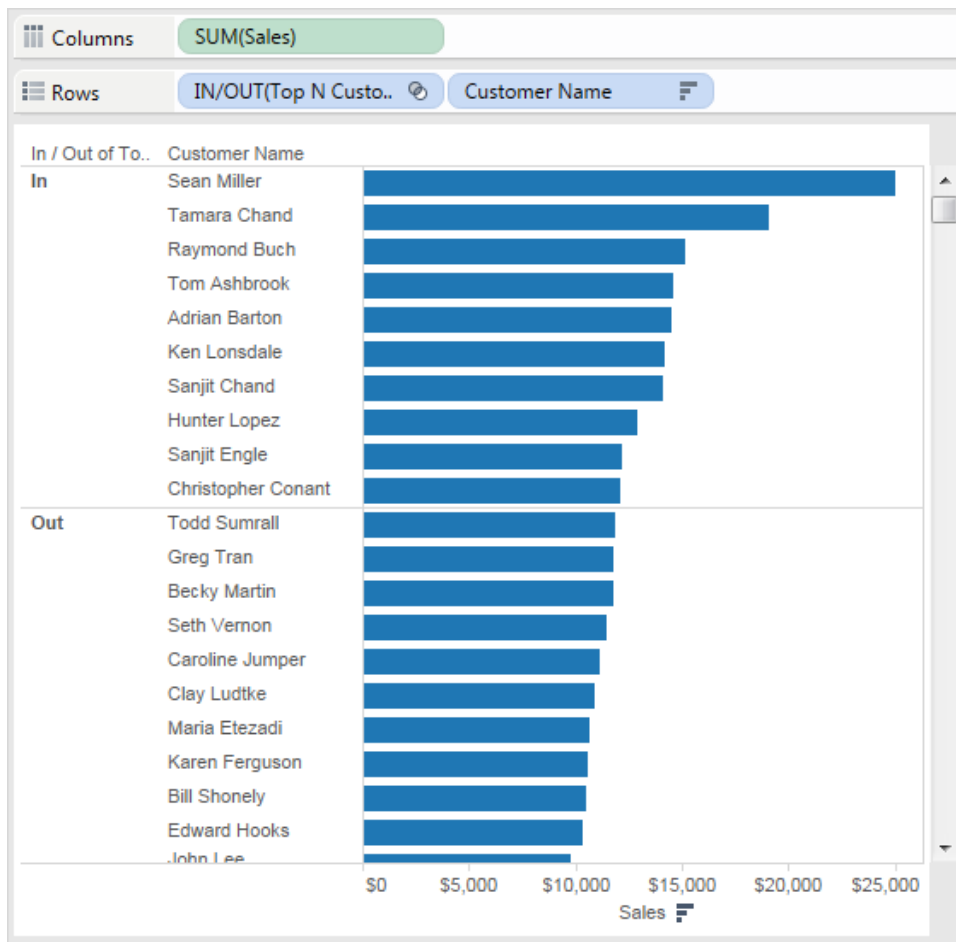 Columns SUM(Sales)
Rows IN/OUT(Top N Custo.. Customer Name
In / Out of To.. Customer Name
In Sean Miller
Tamara Chand
Raymond Buch
Tom Ashbrook
Adrian Barton
Ken Lonsdale
Sanjit Chand
Hunter Lopez
Sanjit Engle
Christopher Conant
Out Todd Sumrall
Greg Tran
Becky Martin
Seth Vernon
Caroline Jumper
Clay Ludtke
Maria Etezadi
Karen Ferguson
Bill Shonely
Edward Hooks
John Lee
$0 $5,000 $10,000 $15,000 $20,000 $25,000
Sales